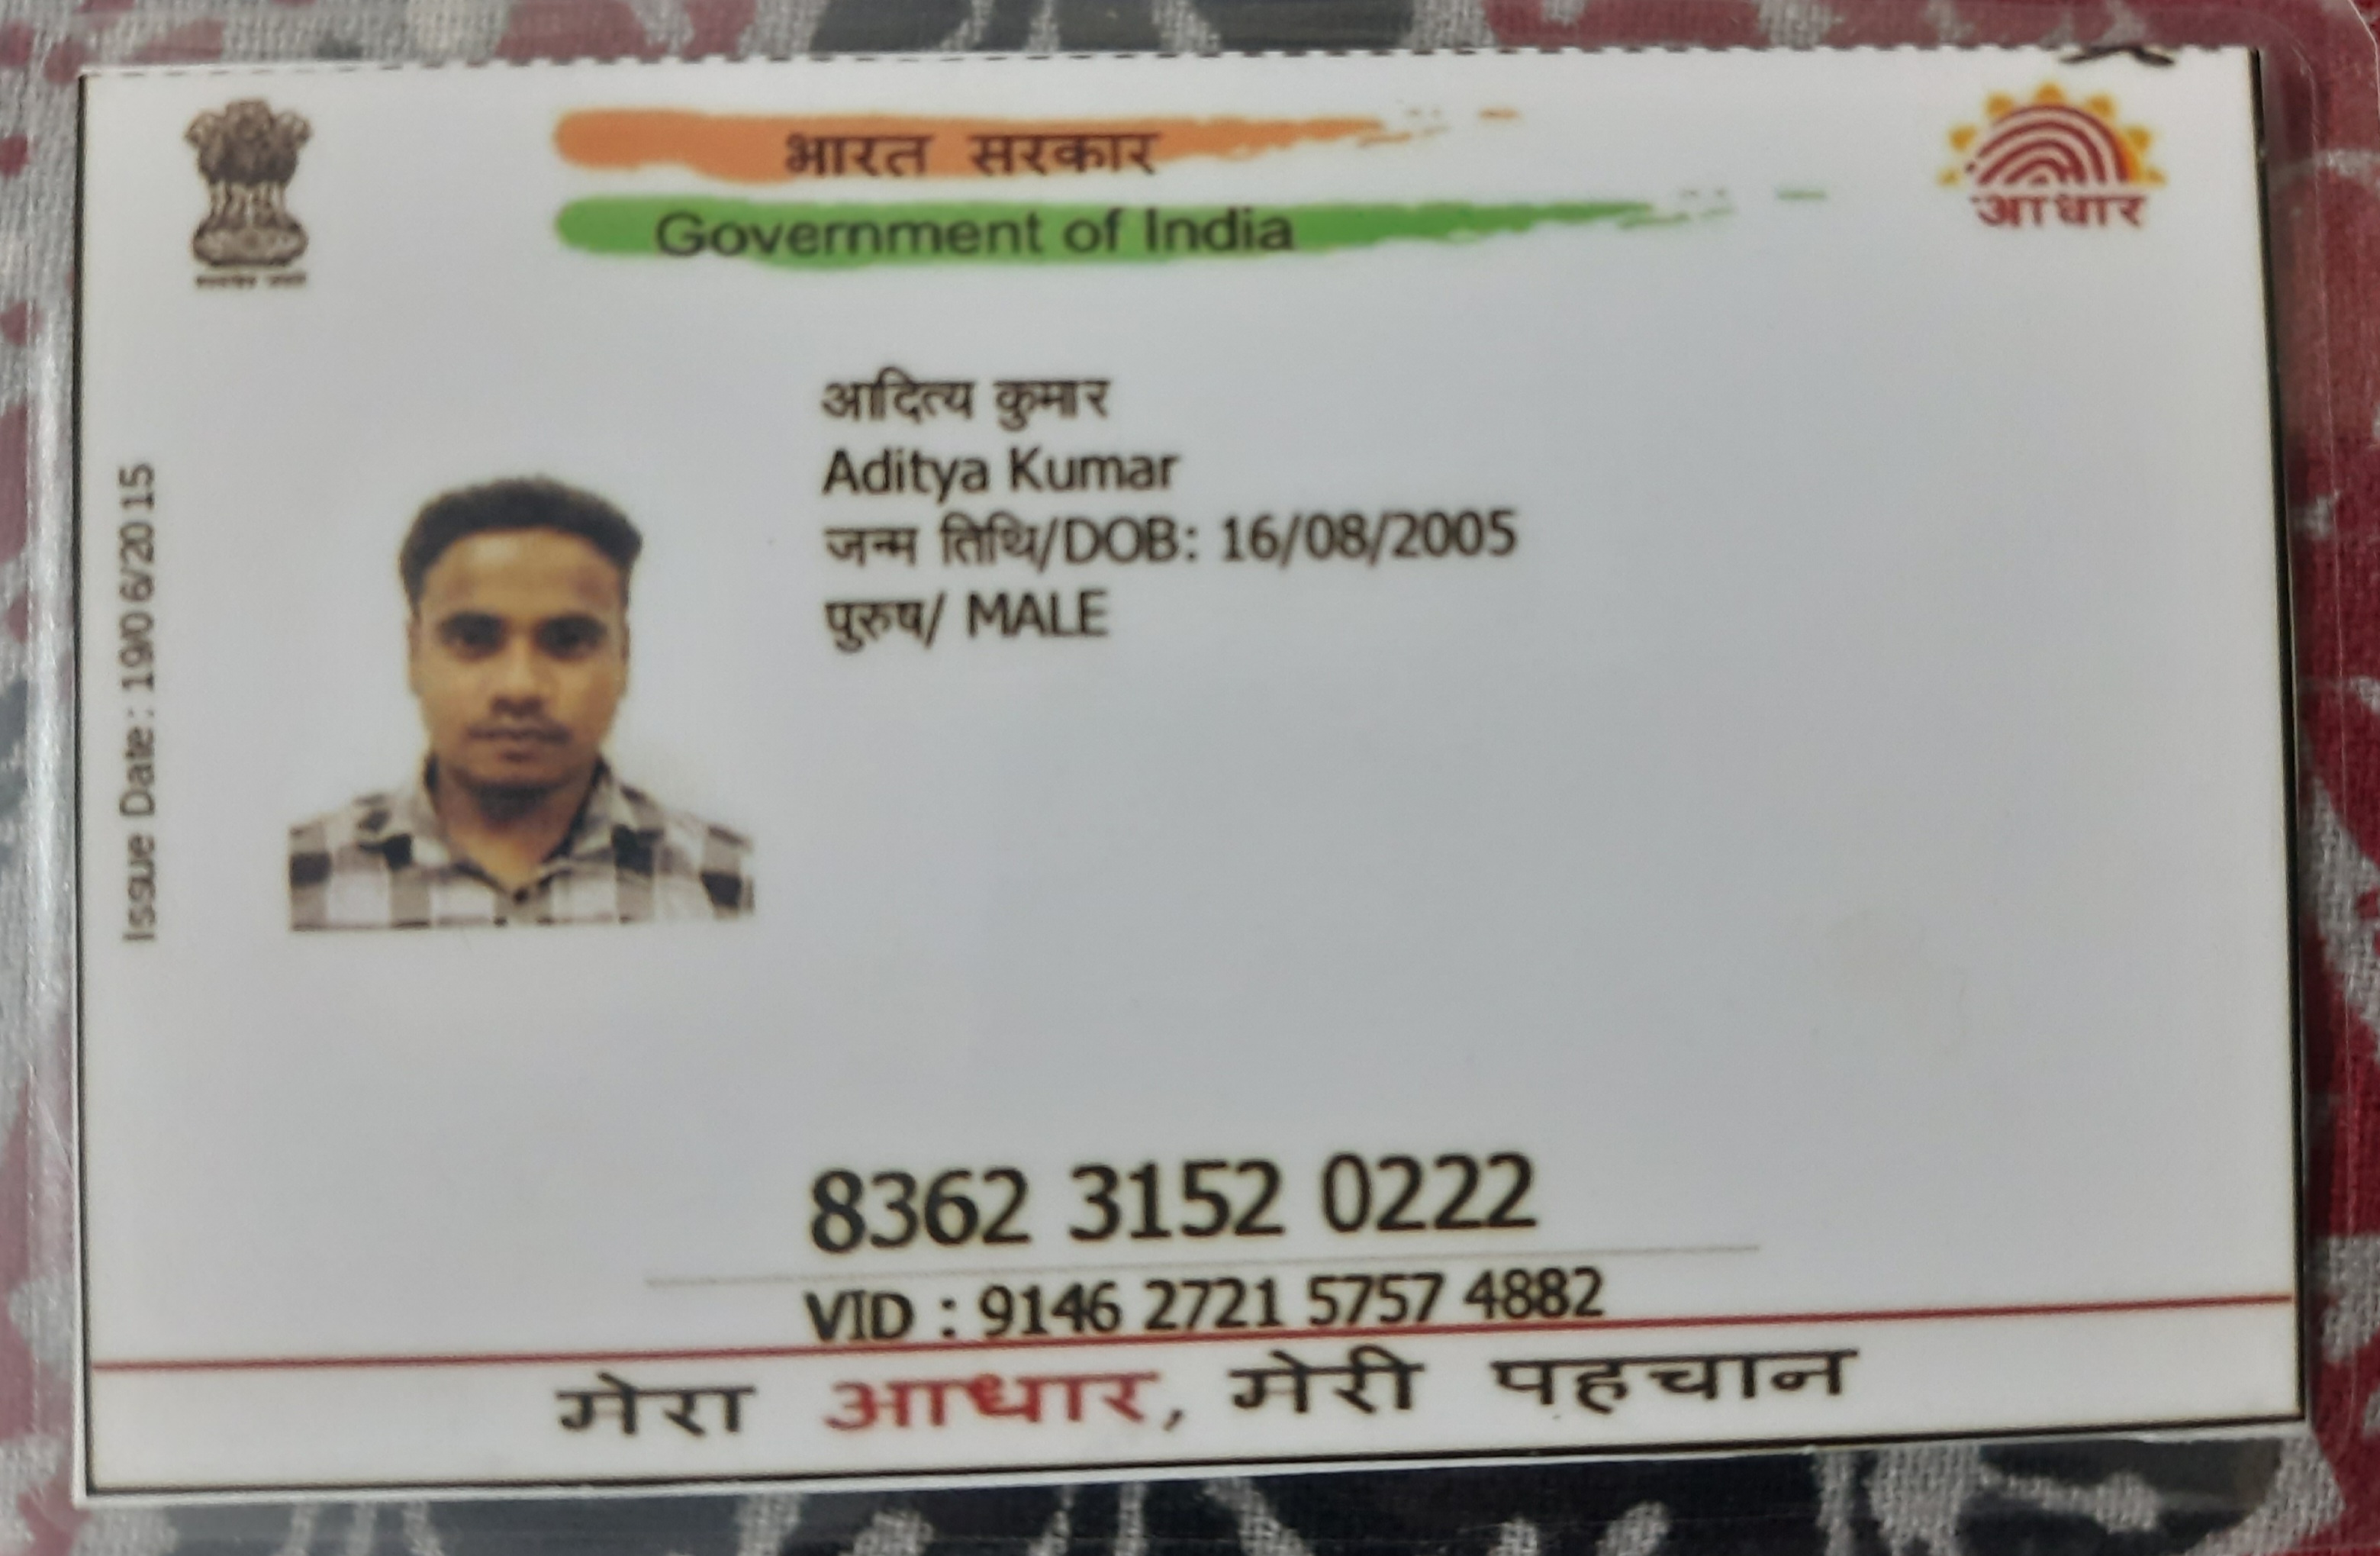 भारत सरकार
Government of India
आधार
आदित्य कुमार
Aditya Kumar
जन्म तिथि/DOB: 16/08/2005
पुरुष/ MALE
Issue Date: 19/06/2015
8362 3152 0222
VID : 9146 2721 5757 4882
मेरा आधार, मेरी पहचान